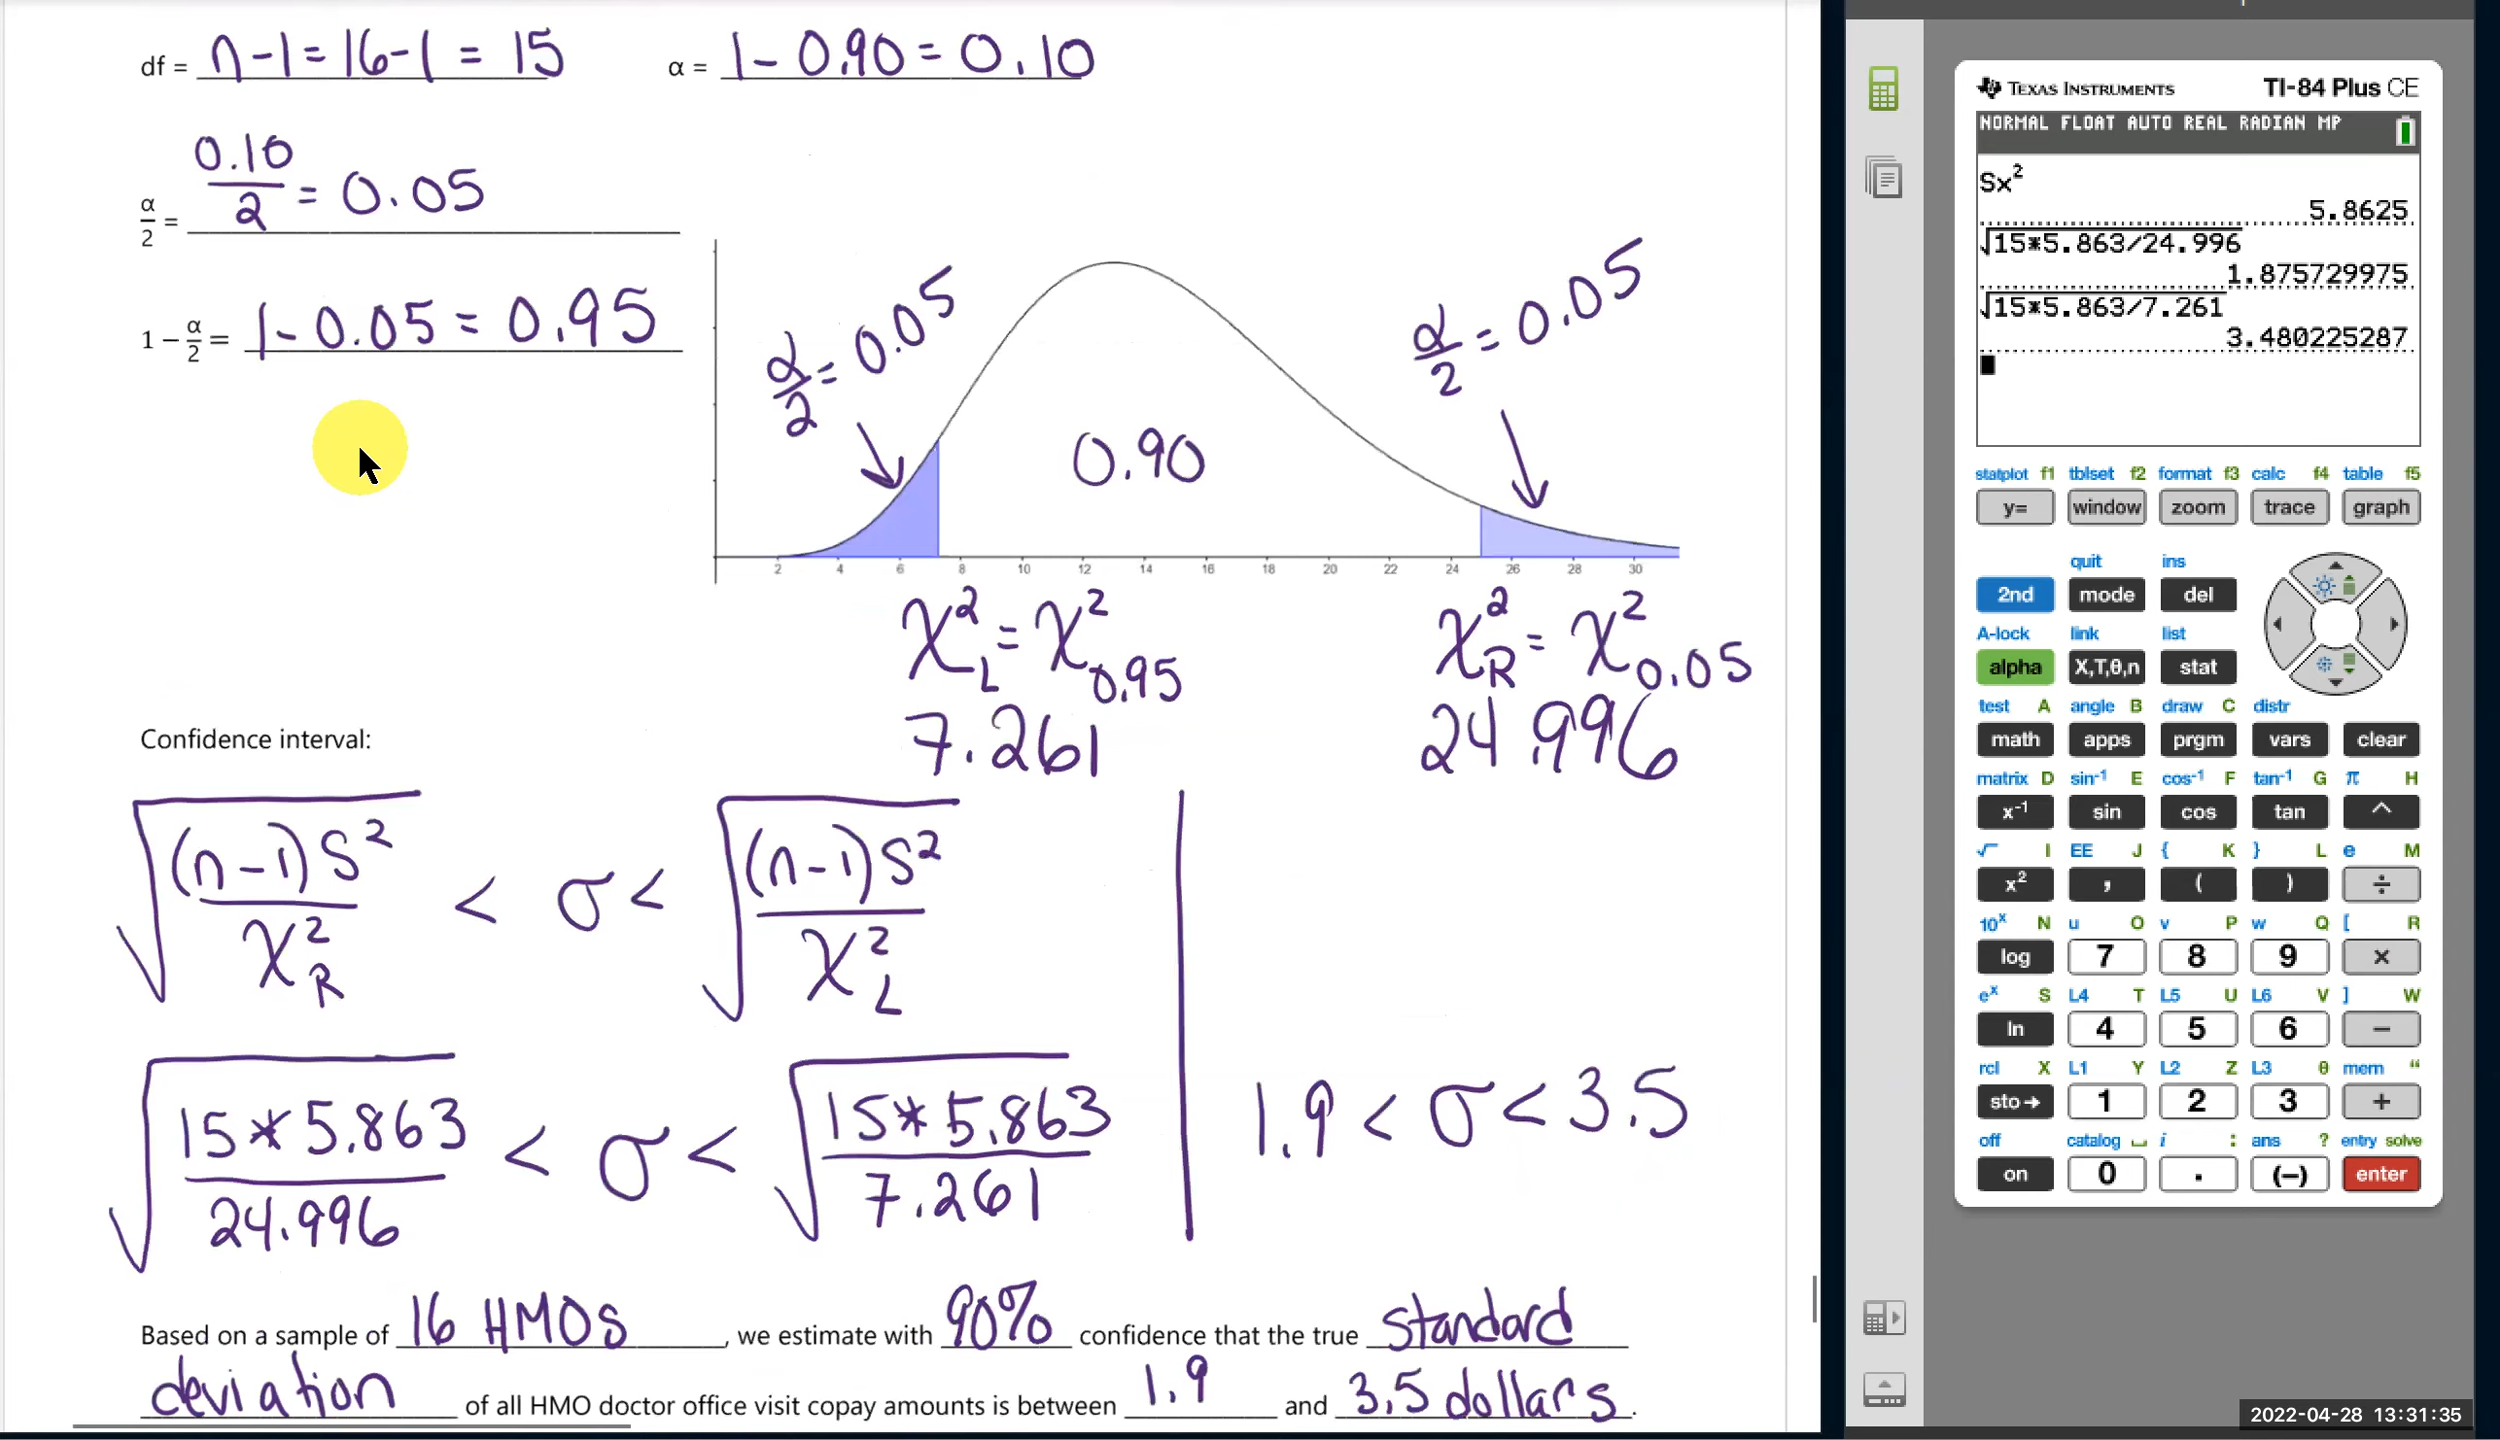 df = n-1 = 16-1 = 15
α = 1 - 0.90 = 0.10
α/2 = 0.10/2 = 0.05
1 − α/2 = 1 - 0.05 = 0.95
α/2 = 0.05
α/2 = 0.05
0.90
2 4 6 8 10 12 14 16 18 20 22 24 26 28 30
χ²L = χ²0.95
7.261
χ²R = χ²0.05
24.996
Confidence interval:
√((n-1)S²/χ²R) < σ < √((n-1)S²/χ²L)
√(15*5.863/24.996) < σ < √(15*5.863/7.261)
1.9 < σ < 3.5
Based on a sample of 16 HMOs, we estimate with 90% confidence that the true standard
deviation of all HMO doctor office visit copay amounts is between 1.9 and 3.5 dollars.
TEXAS INSTRUMENTS TI-84 Plus CE
NORMAL FLOAT AUTO REAL RADIAN MP
Sx²
5.8625
√15*5.863/24.996
1.875729975
√15*5.863/7.261
3.480225287
statplot f1 tblset f2 format f3 calc f4 table f5
y= window zoom trace graph
quit ins
2nd mode del
A-lock link list
alpha X,T,θ,n stat
test A angle B draw C distr
math apps prgm vars clear
matrix D sin⁻¹ E cos⁻¹ F tan⁻¹ G π H
x⁻¹ sin cos tan ^
√ I EE J { K } L e M
x² , ( ) ÷
10ˣ N u O v P w Q [ R
log 7 8 9 ×
eˣ S L4 T L5 U L6 V ] W
ln 4 5 6 −
rcl X L1 Y L2 Z L3 θ mem “
sto→ 1 2 3 +
off catalog ⎵ i : ans ? entry solve
on 0 . (−) enter
2022-04-28 13:31:35